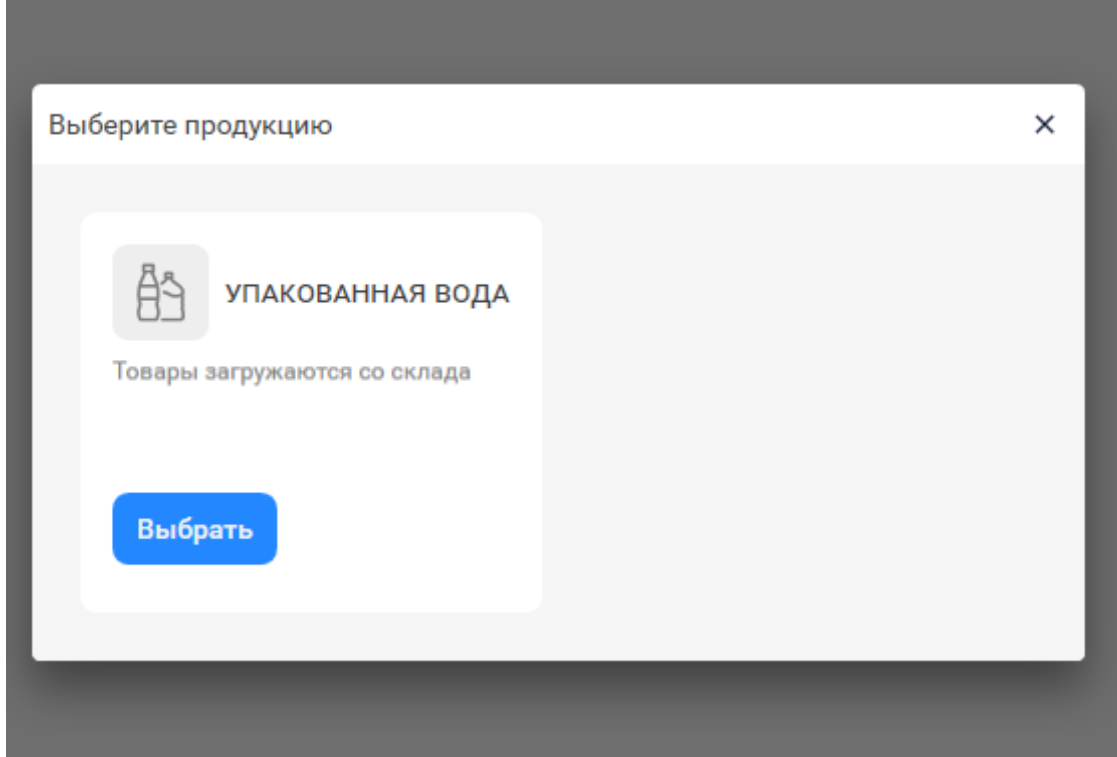 Выберите продукцию
УПАКОВАННАЯ ВОДА
Товары загружаются со склада
Выбрать